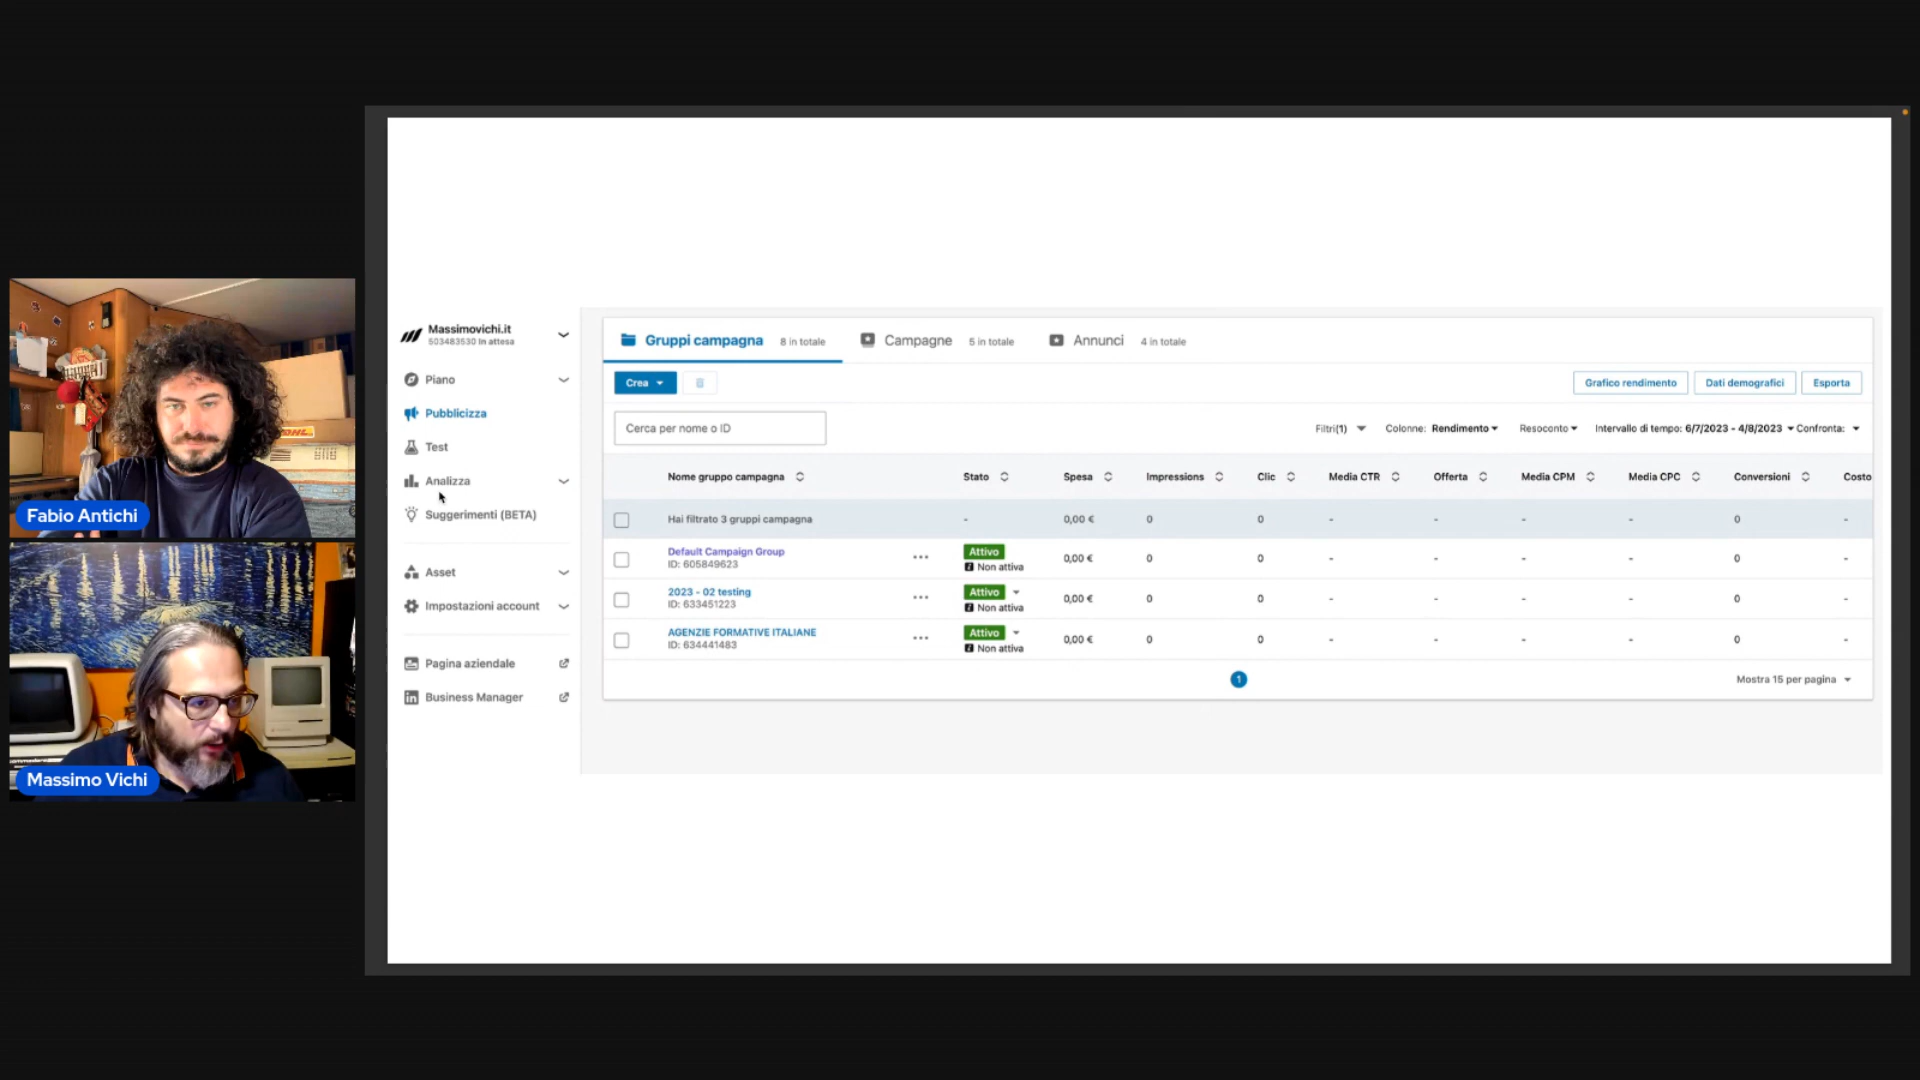 Fabio Antichi
Massimo Vichi
Massimovichi.it
503483530 In attesa
Piano
Pubblicizza
Test
Analizza
Suggerimenti (BETA)
Asset
Impostazioni account
Pagina aziendale
Business Manager
Gruppi campagna 8 in totale Campagne 5 in totale Annunci 4 in totale
Crea Grafico rendimento Dati demografici Esporta
Cerca per nome o ID Filtri(1) Colonne: Rendimento Resoconto Intervallo di tempo: 6/7/2023 - 4/8/2023 Confronta:
Nome gruppo campagna Stato Spesa Impressions Clic Media CTR Offerta Media CPM Media CPC Conversioni Costo
Hai filtrato 3 gruppi campagna - 0,00 € 0 0 - - - - 0 -
Default Campaign Group ... Attivo 0,00 € 0 0 - - - - 0 -
ID: 605849623 Non attiva
2023 - 02 testing ... Attivo 0,00 € 0 0 - - - - 0 -
ID: 633451223 Non attiva
AGENZIE FORMATIVE ITALIANE ... Attivo 0,00 € 0 0 - - - - 0 -
ID: 634441483 Non attiva
1 Mostra 15 per pagina
DHL